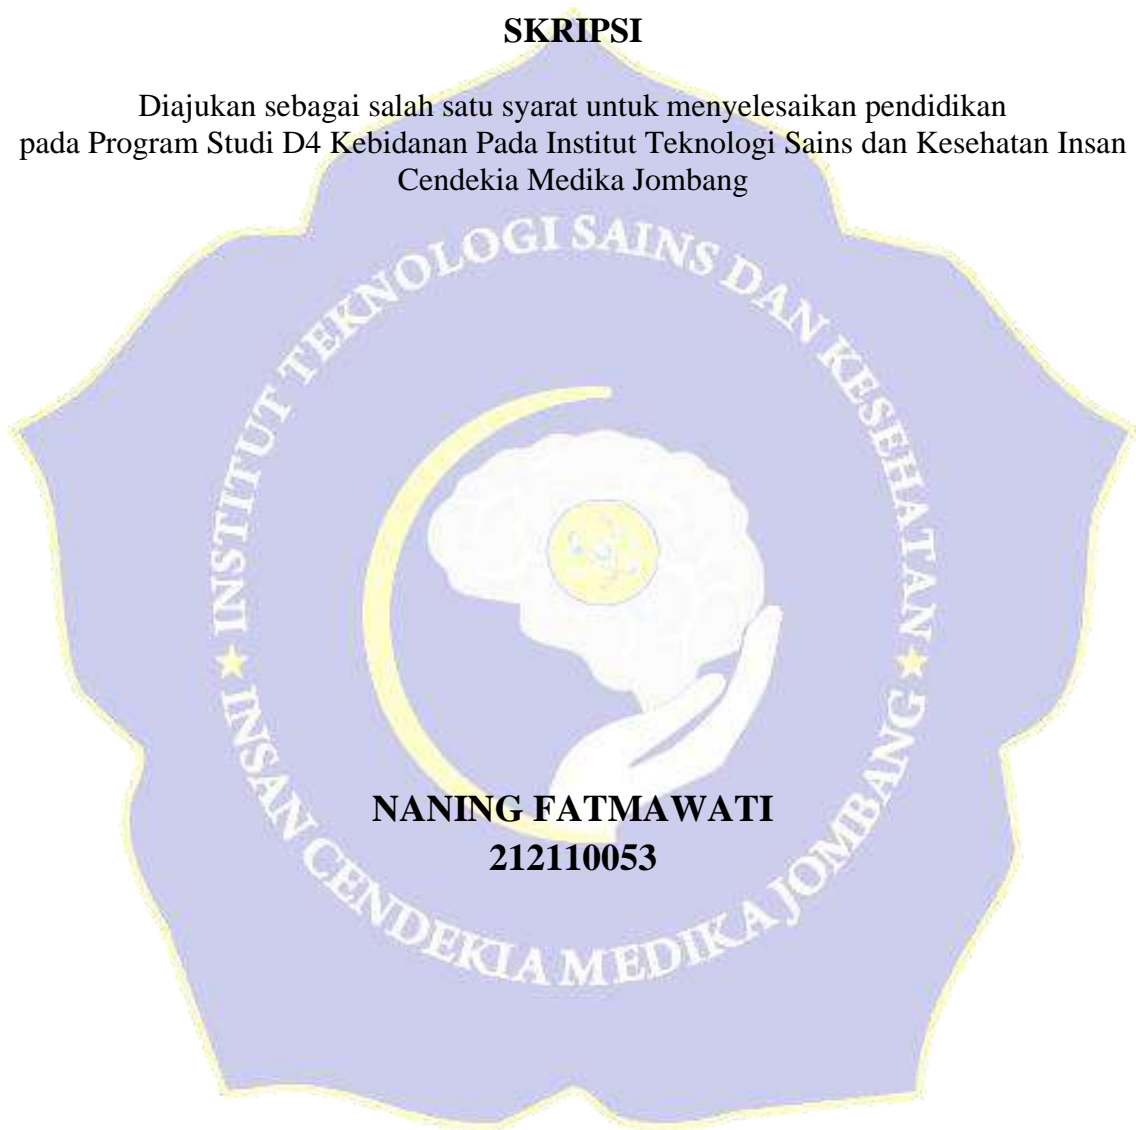 SKRIPSI
Diajukan sebagai salah satu syarat untuk menyelesaikan pendidikan
pada Program Studi D4 Kebidanan Pada Institut Teknologi Sains dan Kesehatan Insan
Cendekia Medika Jombang
INSTITUT TEKNOLOGI SAINS DAN KESEHATAN
INSAN CENDEKIA MEDIKA JOMBANG
NANING FATMAWATI
212110053